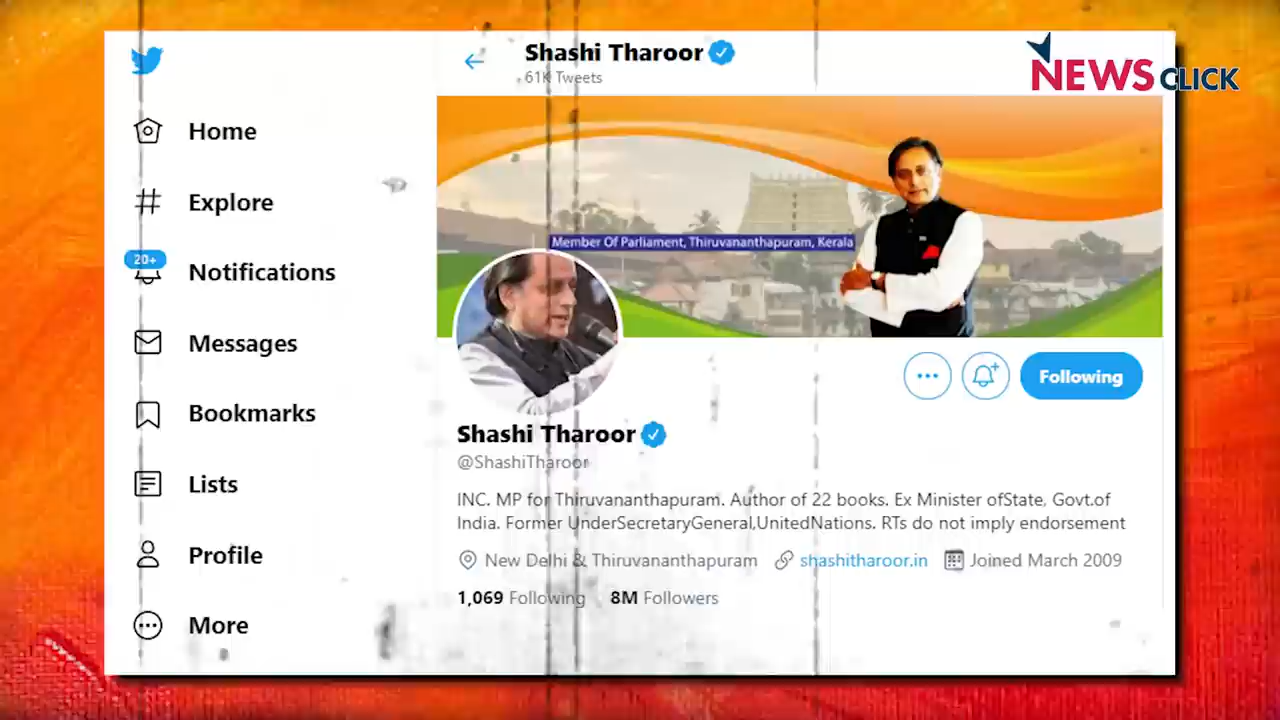 Home
Explore
20+
Notifications
Messages
Bookmarks
Lists
Profile
More
Shashi Tharoor
61K Tweets
NEWSCLICK
Member Of Parliament, Thiruvananthapuram, Kerala
Following
Shashi Tharoor
@ShashiTharoor
INC. MP for Thiruvananthapuram. Author of 22 books. Ex Minister ofState, Govt.of
India. Former UnderSecretaryGeneral,UnitedNations. RTs do not imply endorsement
New Delhi & Thiruvananthapuram shashitharoor.in Joined March 2009
1,069 Following 8M Followers